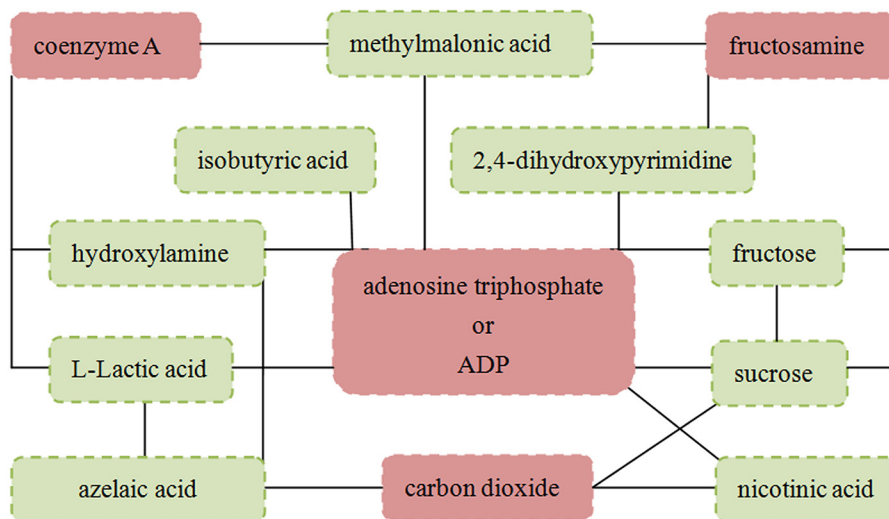 coenzyme A
methylmalonic acid
fructosamine
isobutyric acid
2,4-dihydroxypyrimidine
hydroxylamine
adenosine triphosphate
or
ADP
fructose
L-Lactic acid
sucrose
azelaic acid
carbon dioxide
nicotinic acid